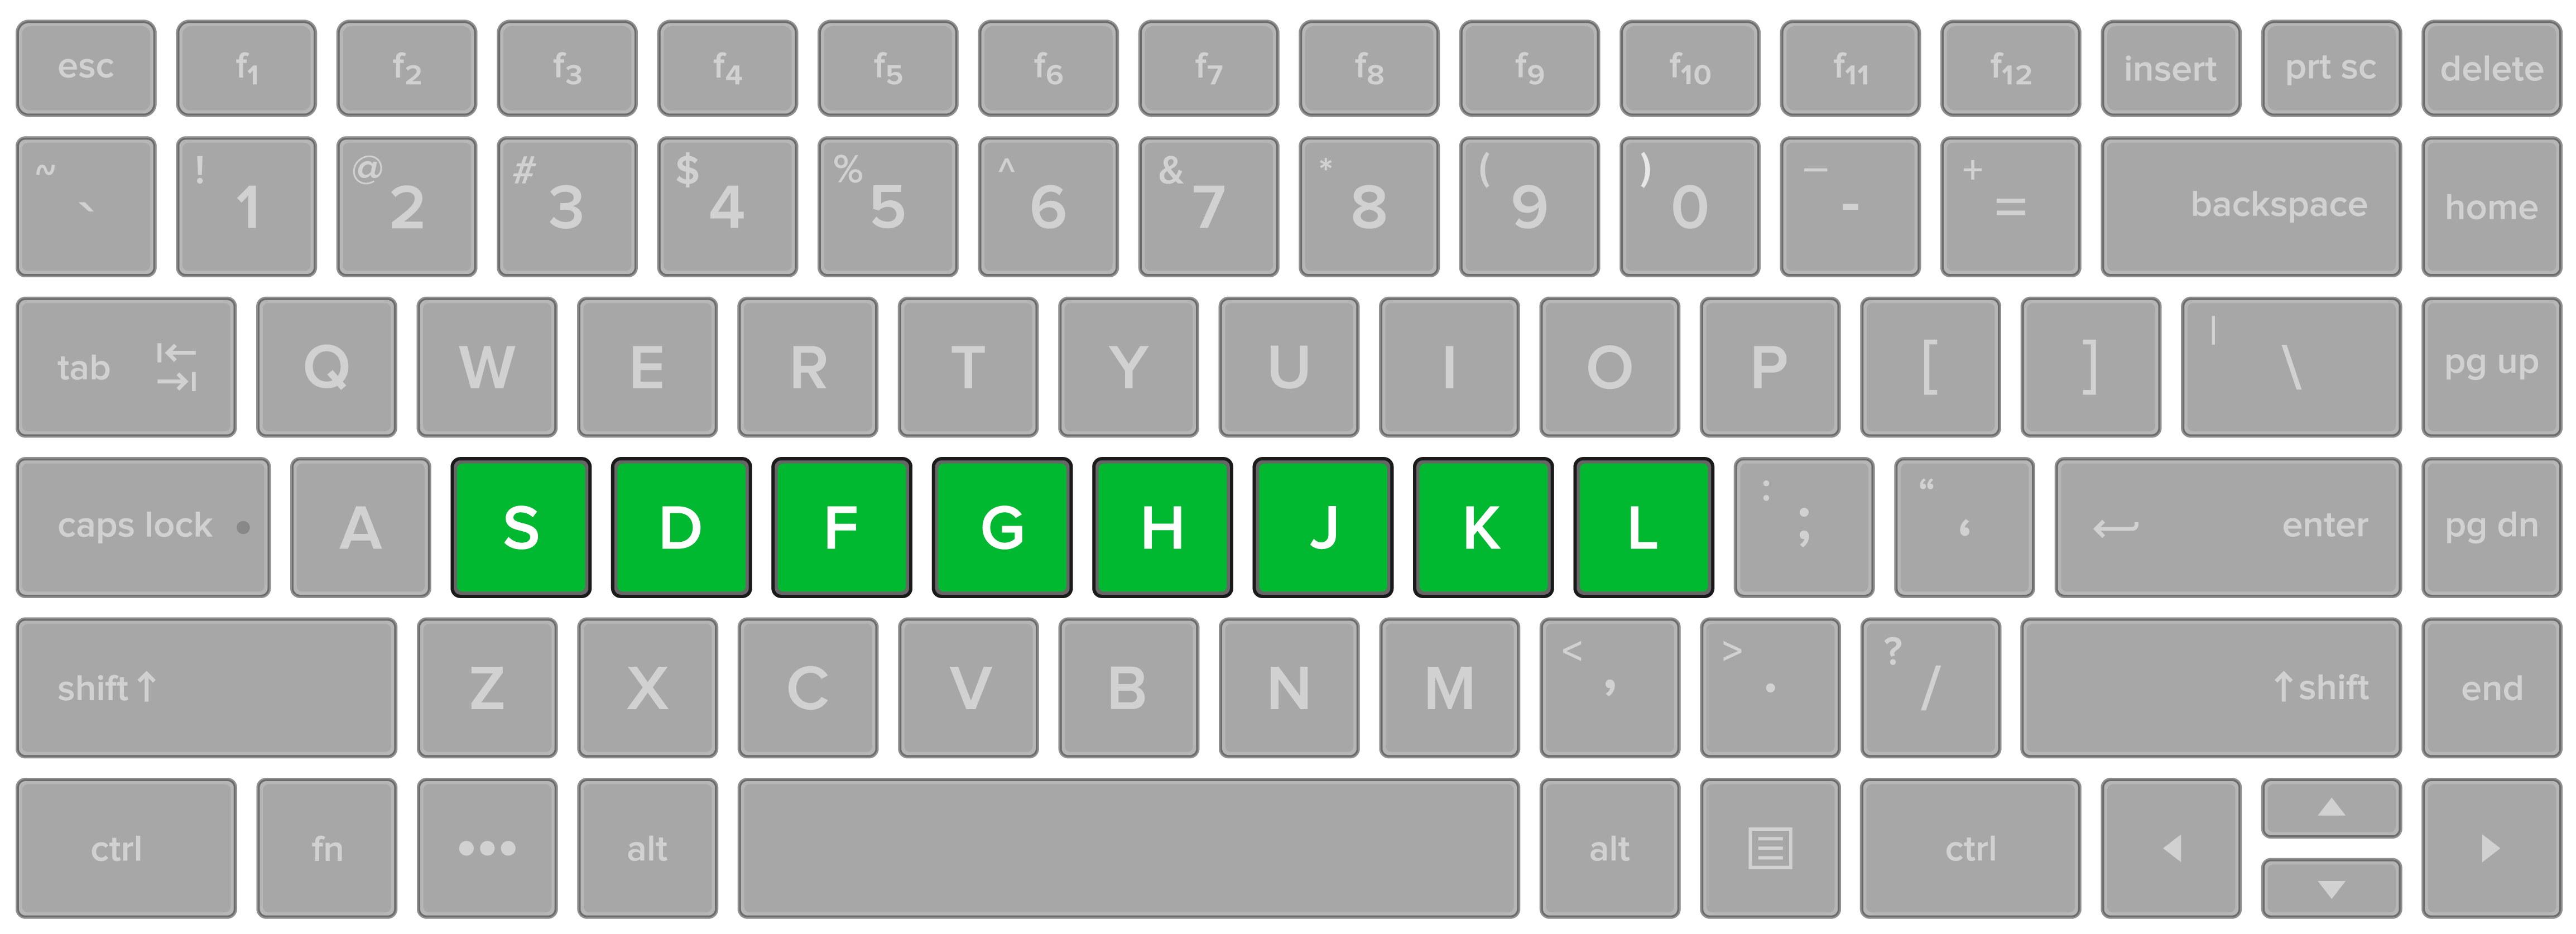 esc f1 f2 f3 f4 f5 f6 f7 f8 f9 f10 f11 f12 insert prt sc delete
~ ` ! 1 @ 2 # 3 $ 4 % 5 ^ 6 & 7 * 8 ( 9 ) 0 — - + = backspace home
tab Q W E R T Y U I O P [ ] | \ pg up
caps lock A S D F G H J K L : ; “ ‘ enter pg dn
shift↑ Z X C V B N M < , > . ? / ↑shift end
ctrl fn ••• alt alt ctrl